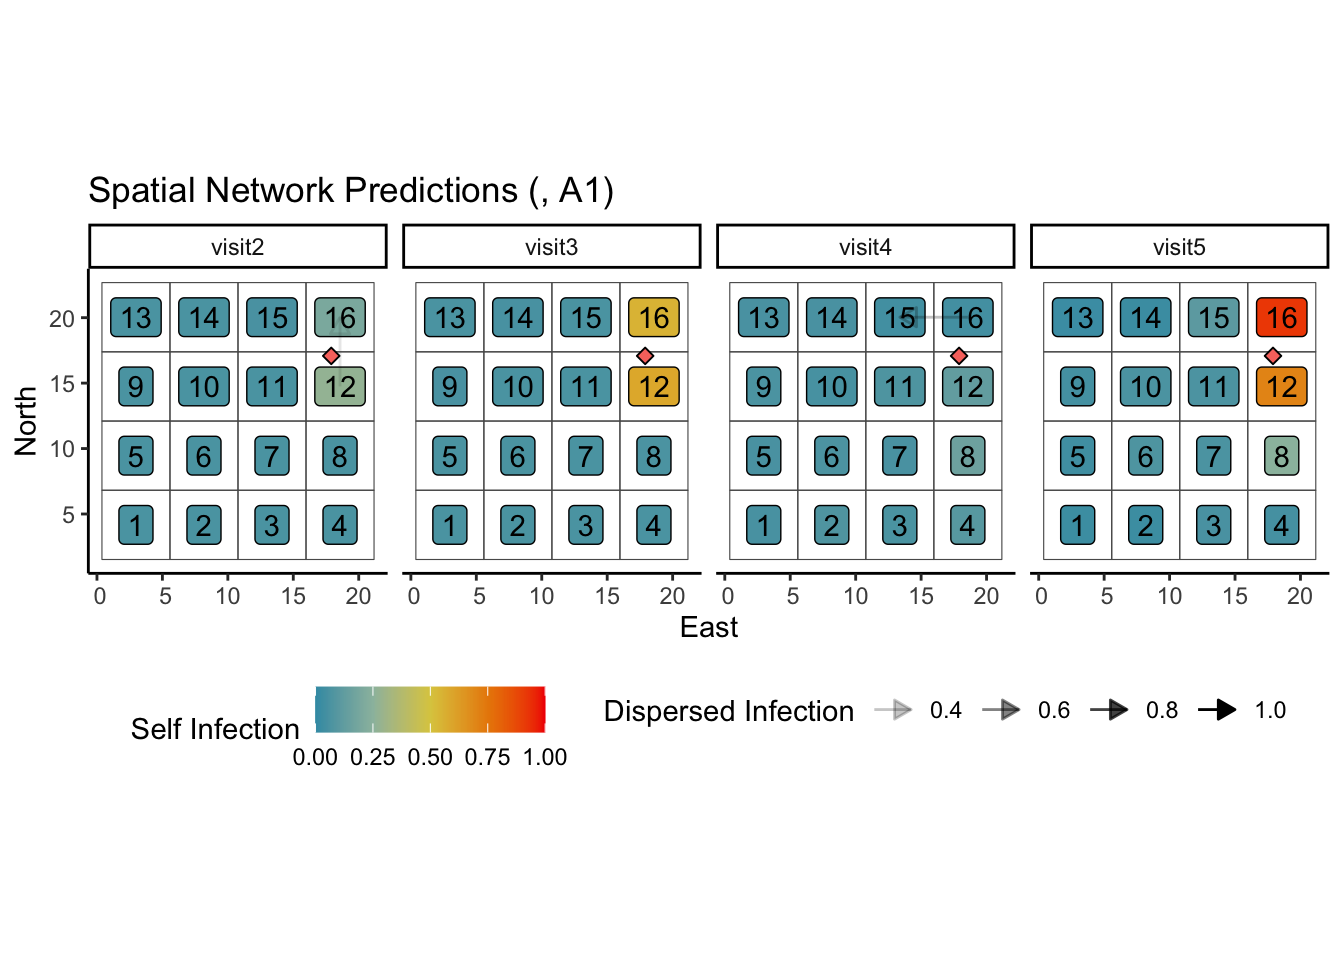 Spatial Network Predictions (, A1)
visit2 visit3 visit4 visit5
20 13 14 15 16 13 14 15 16 13 14 15 16 13 14 15 16
15 9 10 11 12 9 10 11 12 9 10 11 12 9 10 11 12
10 5 6 7 8 5 6 7 8 5 6 7 8 5 6 7 8
5 1 2 3 4 1 2 3 4 1 2 3 4 1 2 3 4
North
0 5 10 15 20 0 5 10 15 20 0 5 10 15 20 0 5 10 15 20
East
Self Infection
0.00 0.25 0.50 0.75 1.00
Dispersed Infection 0.4 0.6 0.8 1.0